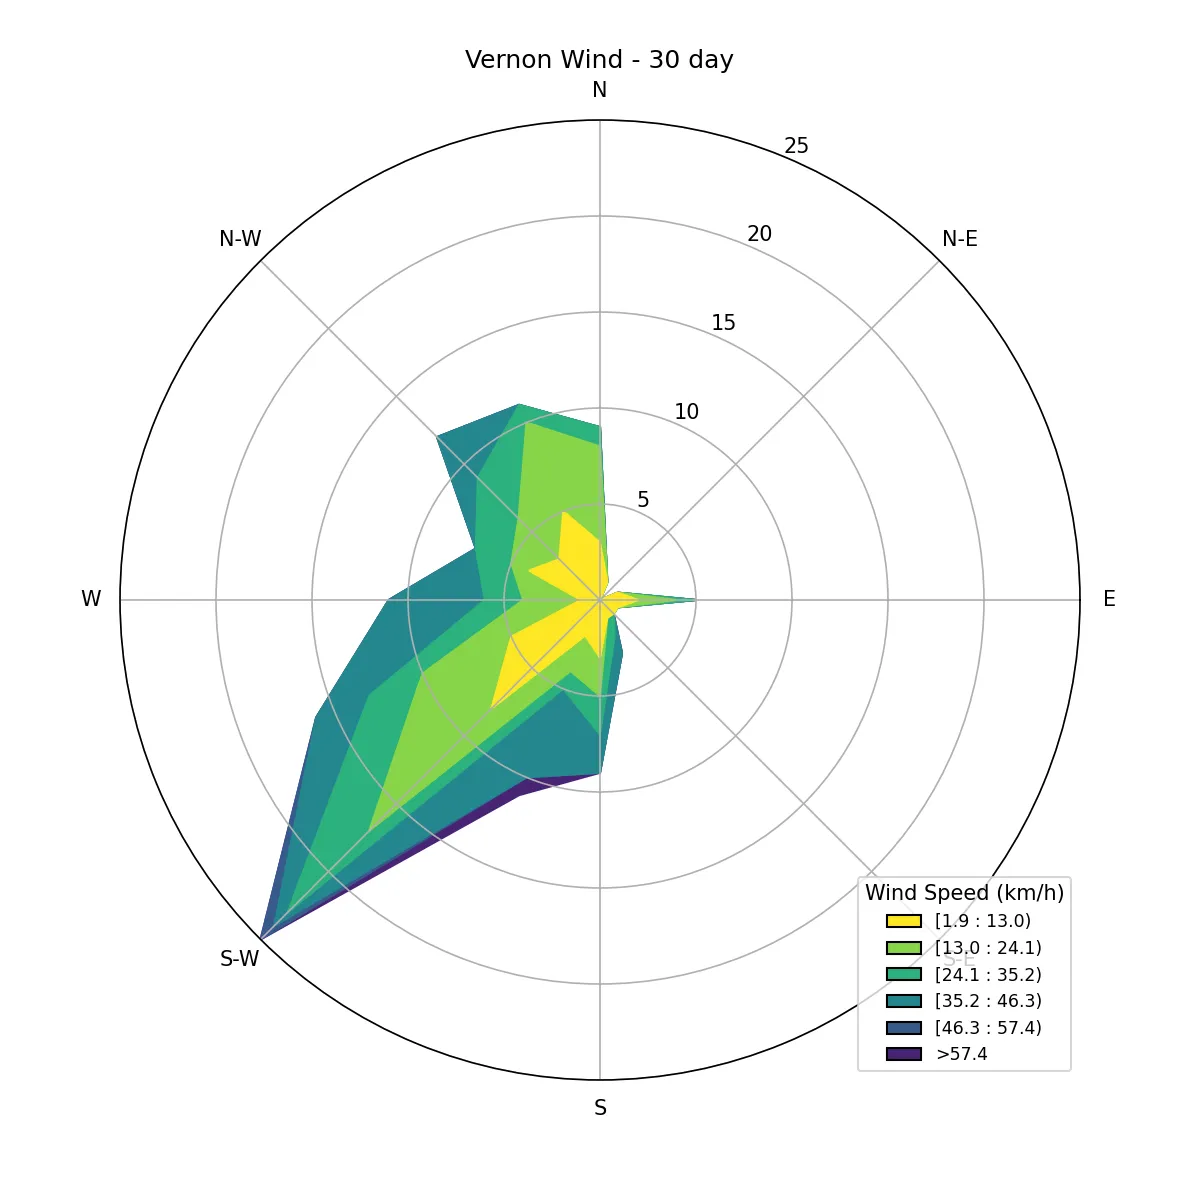 Vernon Wind - 30 day
N
25
20
N-W
N-E
15
10
5
W
E
S-W
S-E
Wind Speed (km/h)
[1.9 : 13.0)
[13.0 : 24.1)
[24.1 : 35.2)
[35.2 : 46.3)
[46.3 : 57.4)
>57.4
S